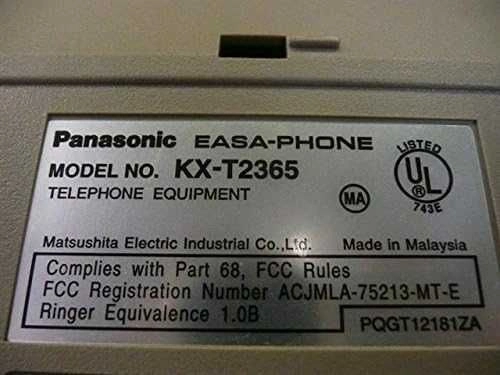 Panasonic EASA-PHONE
MODEL NO. KX-T2365
TELEPHONE EQUIPMENT
MA
LISTED
UL
®
743E
Matsushita Electric Industrial Co.,Ltd. Made in Malaysia
Complies with Part 68, FCC Rules
FCC Registration Number ACJMLA-75213-MT-E
Ringer Equivalence 1.0B
PQGT12181ZA